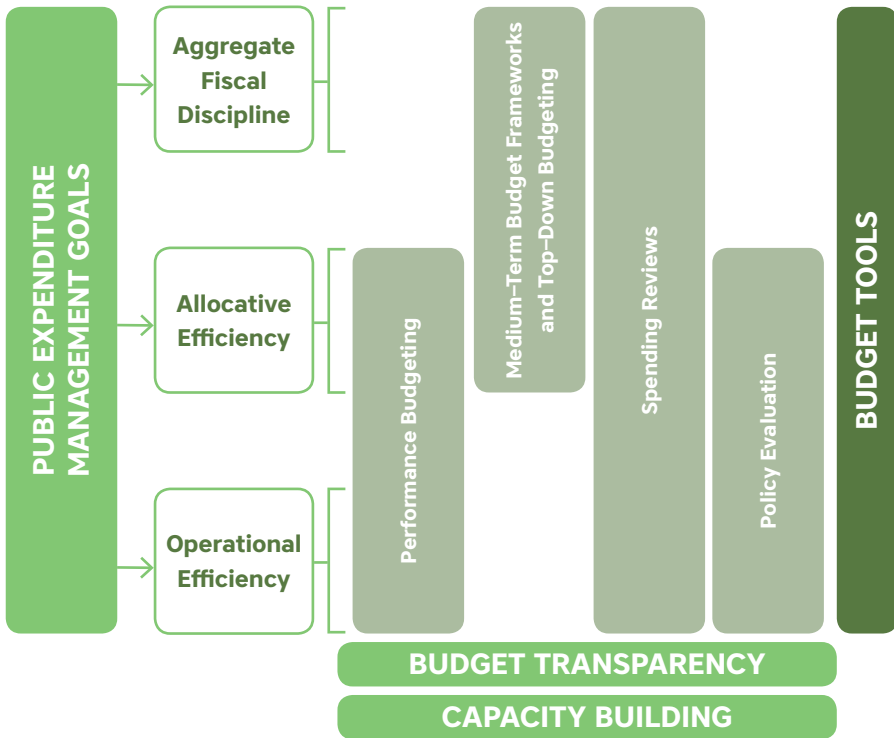 PUBLIC EXPENDITURE
MANAGEMENT GOALS
Aggregate
Fiscal
Discipline
Allocative
Efficiency
Operational
Efficiency
Performance Budgeting
Medium–Term Budget Frameworks
and Top–Down Budgeting
Spending Reviews
Policy Evaluation
BUDGET TOOLS
BUDGET TRANSPARENCY
CAPACITY BUILDING